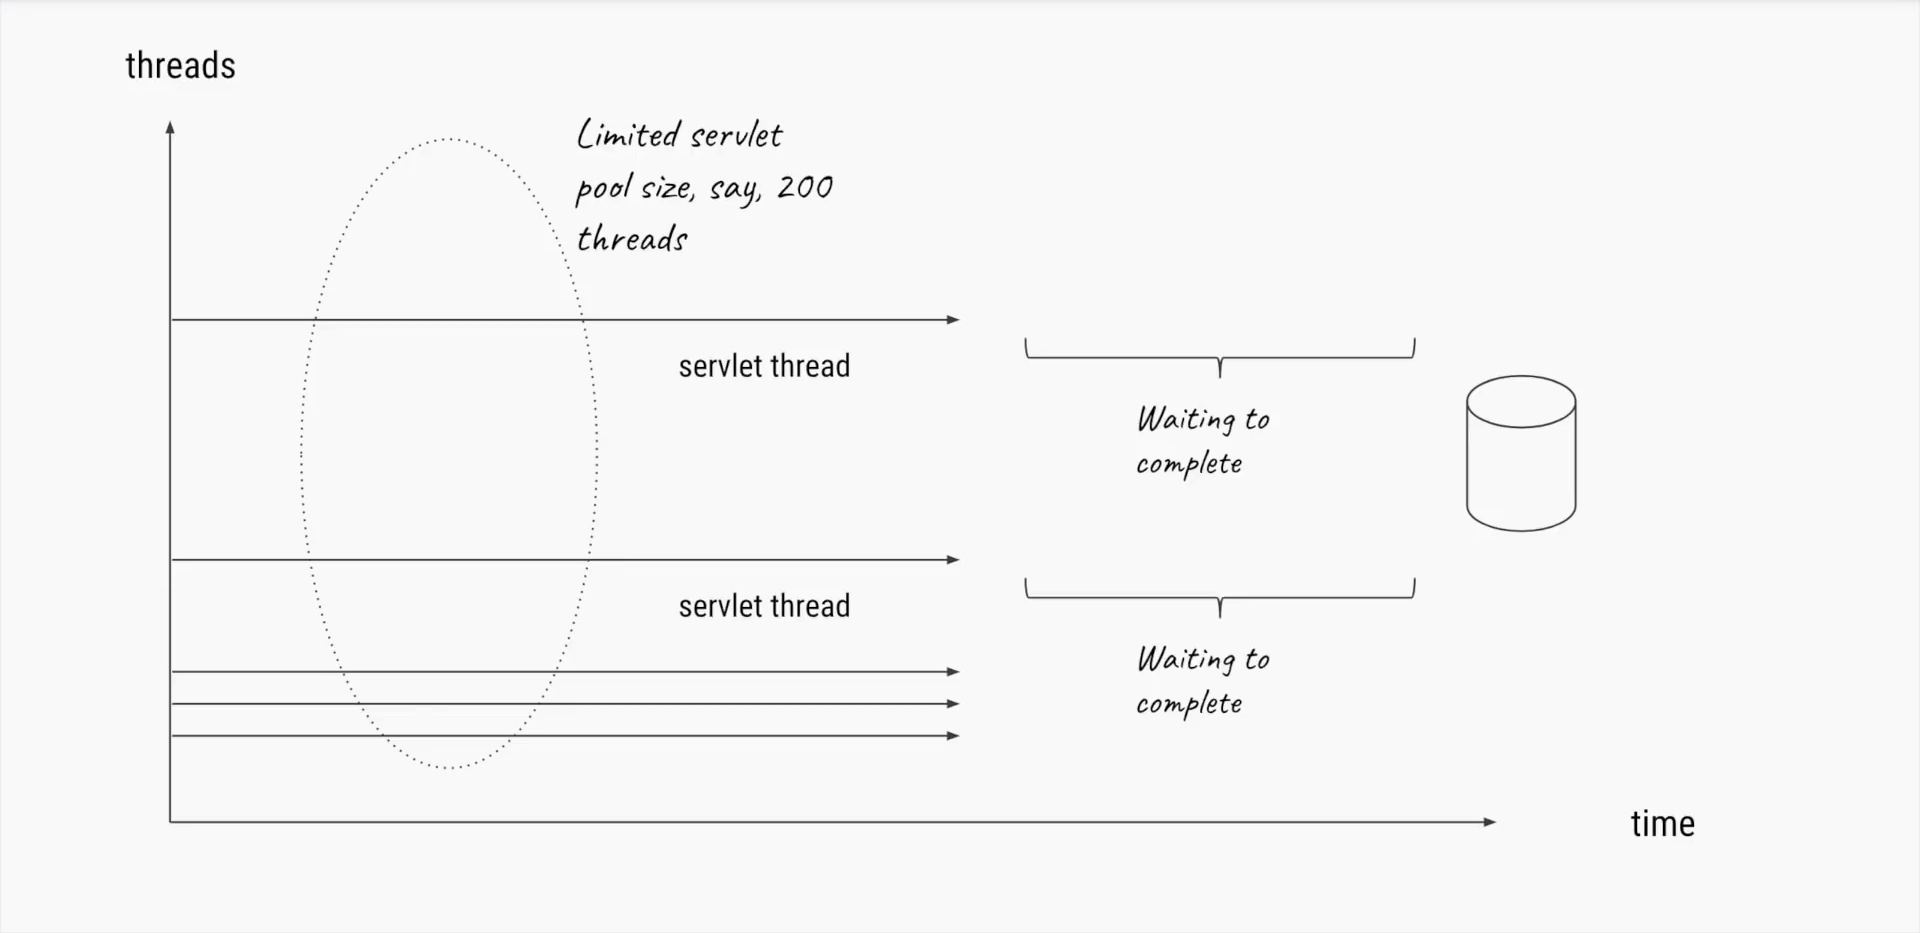 threads
Limited servlet
pool size, say, 200
threads
servlet thread
Waiting to
complete
servlet thread
Waiting to
complete
time